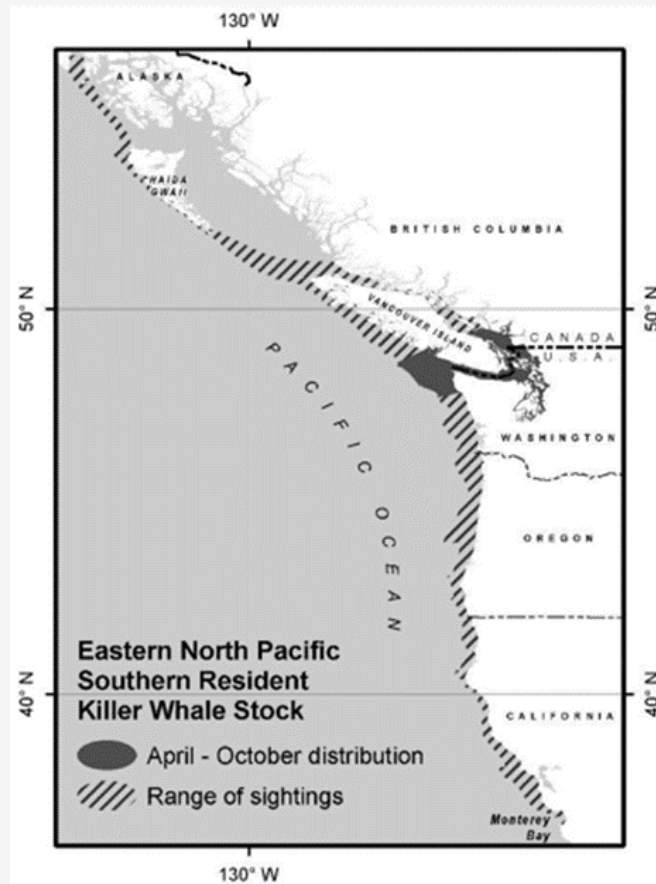 130° W
ALASKA
HAIDA
GWAII
BRITISH COLUMBIA
50° N
50° N
VANCOUVER ISLAND
CANADA
U.S.A.
PACIFIC OCEAN
WASHINGTON
OREGON
Eastern North Pacific
Southern Resident
Killer Whale Stock
40° N
40° N
CALIFORNIA
April - October distribution
Range of sightings
Monterey
Bay
130° W